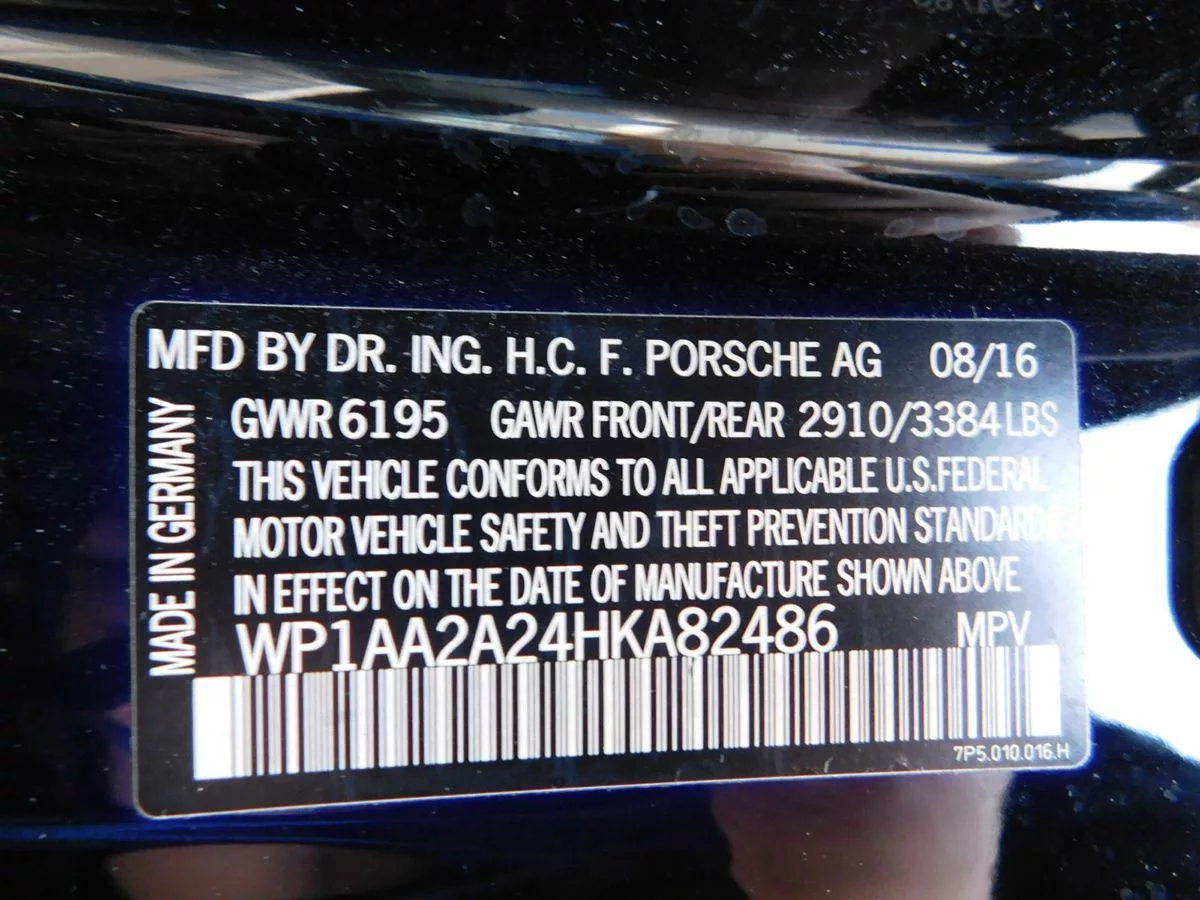 MFD BY DR. ING. H.C. F. PORSCHE AG 08/16
GVWR 6195 GAWR FRONT/REAR 2910/3384 LBS
THIS VEHICLE CONFORMS TO ALL APPLICABLE U.S.FEDERAL
MOTOR VEHICLE SAFETY AND THEFT PREVENTION STANDARDS
IN EFFECT ON THE DATE OF MANUFACTURE SHOWN ABOVE
WP1AA2A24HKA82486 MPV
7P5.010.016.H
MADE IN GERMANY